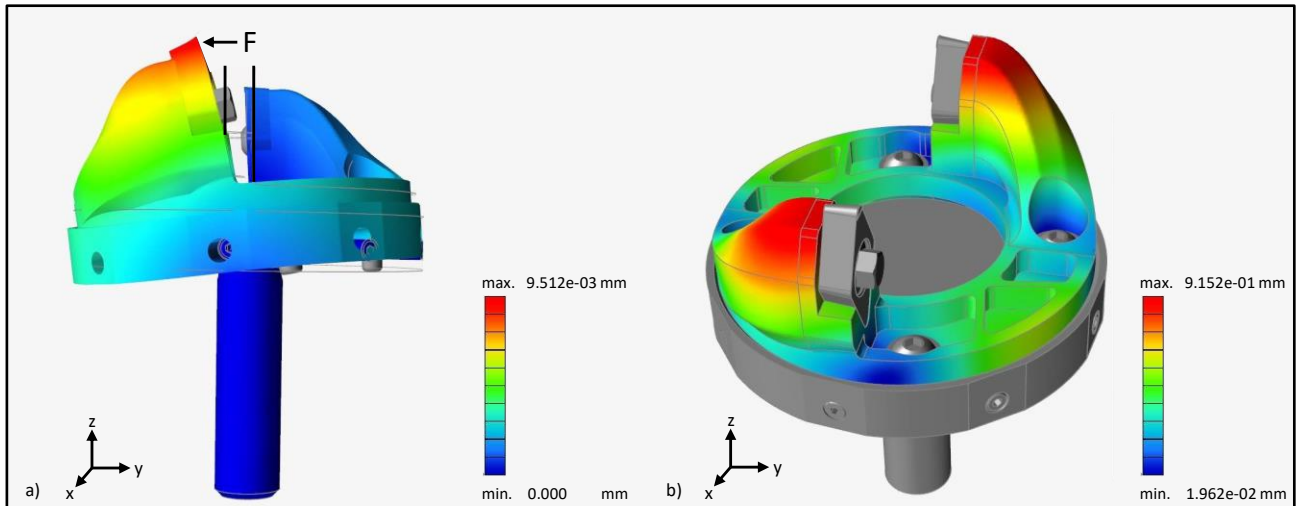 F
max. 9.512e-03 mm
min. 0.000 mm
z
y
x
a)
max. 9.152e-01 mm
min. 1.962e-02 mm
z
y
x
b)